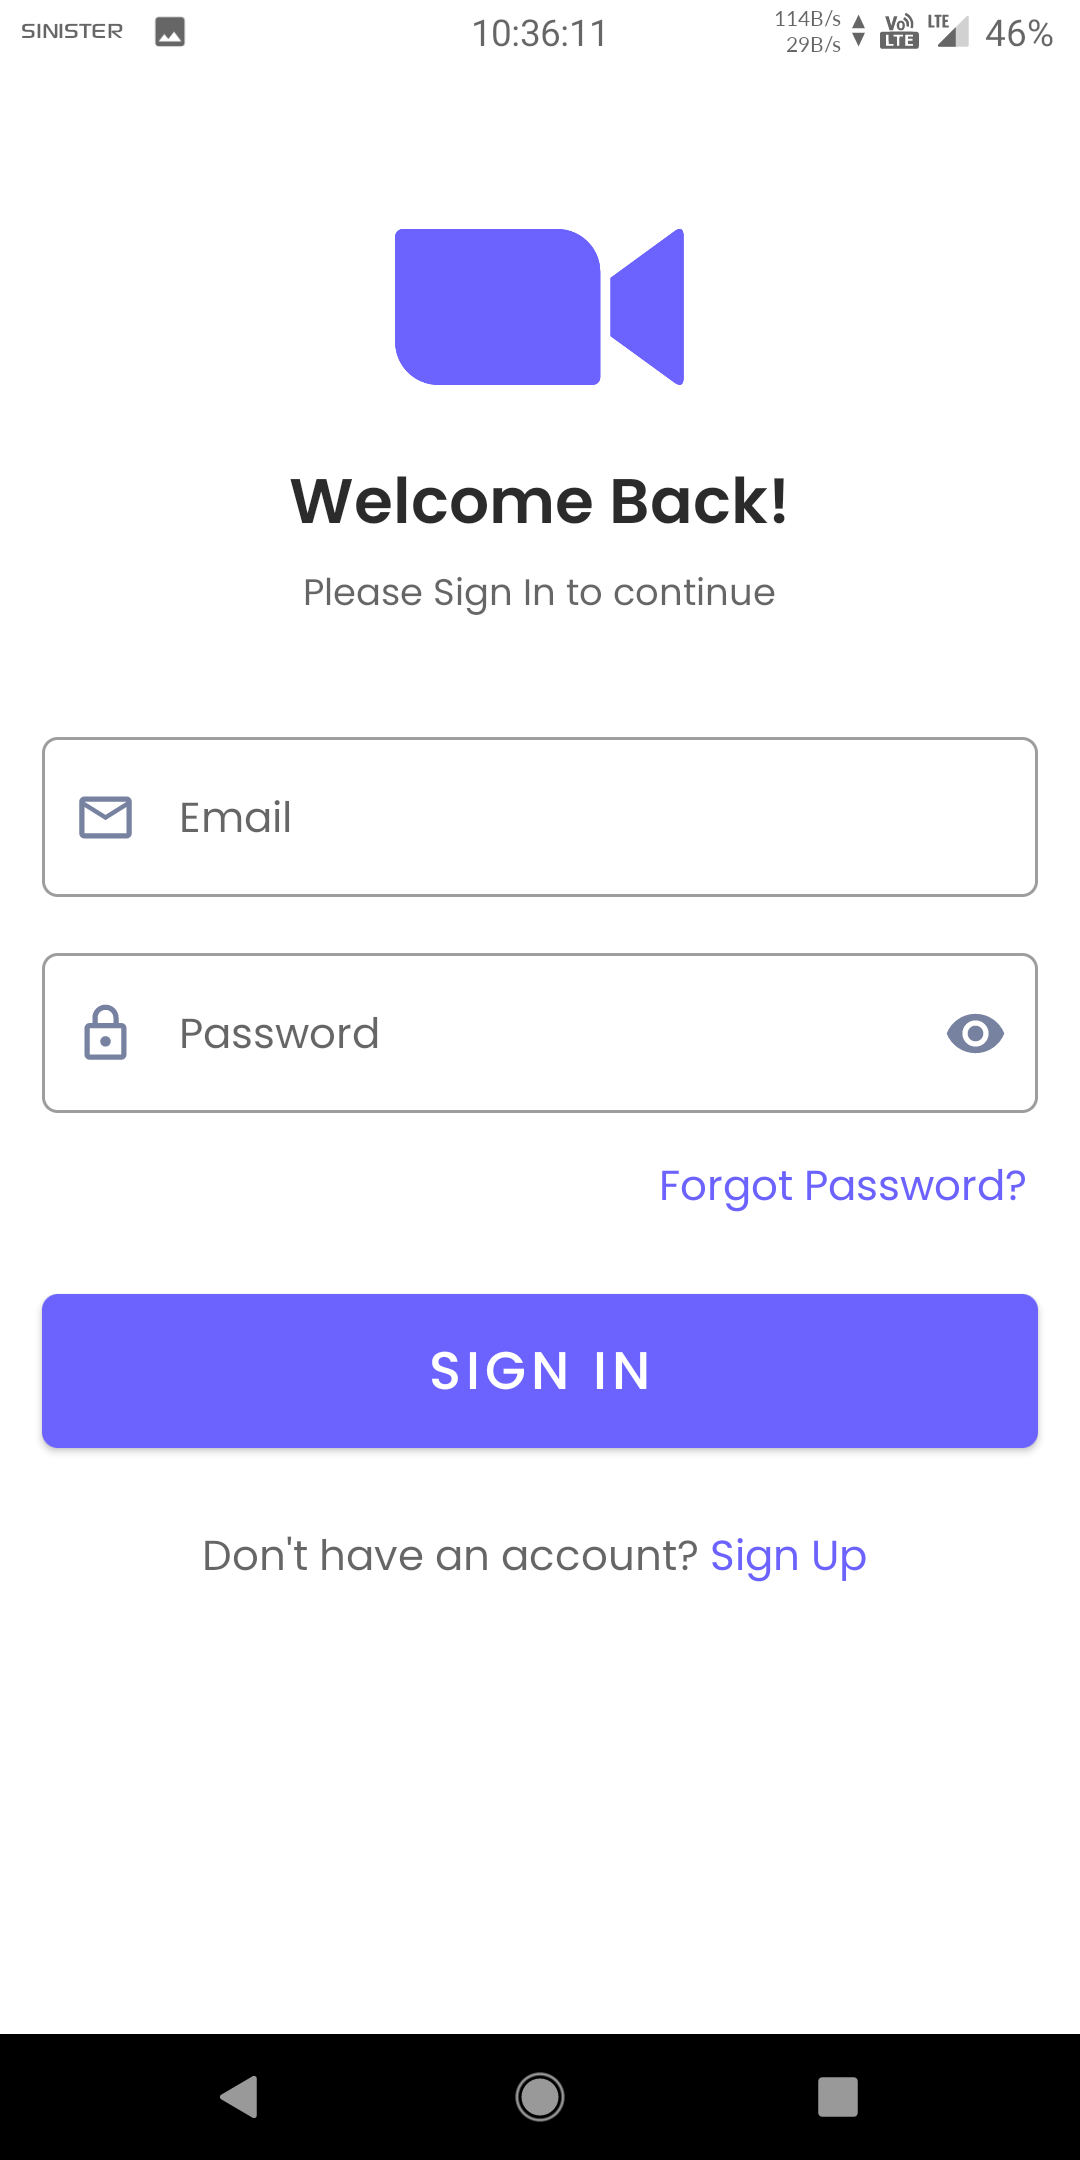 SINISTER 10:36:11 114B/s 29B/s Vo LTE LTE 46%
Welcome Back!
Please Sign In to continue
Email
Password
Forgot Password?
SIGN IN
Don't have an account? Sign Up